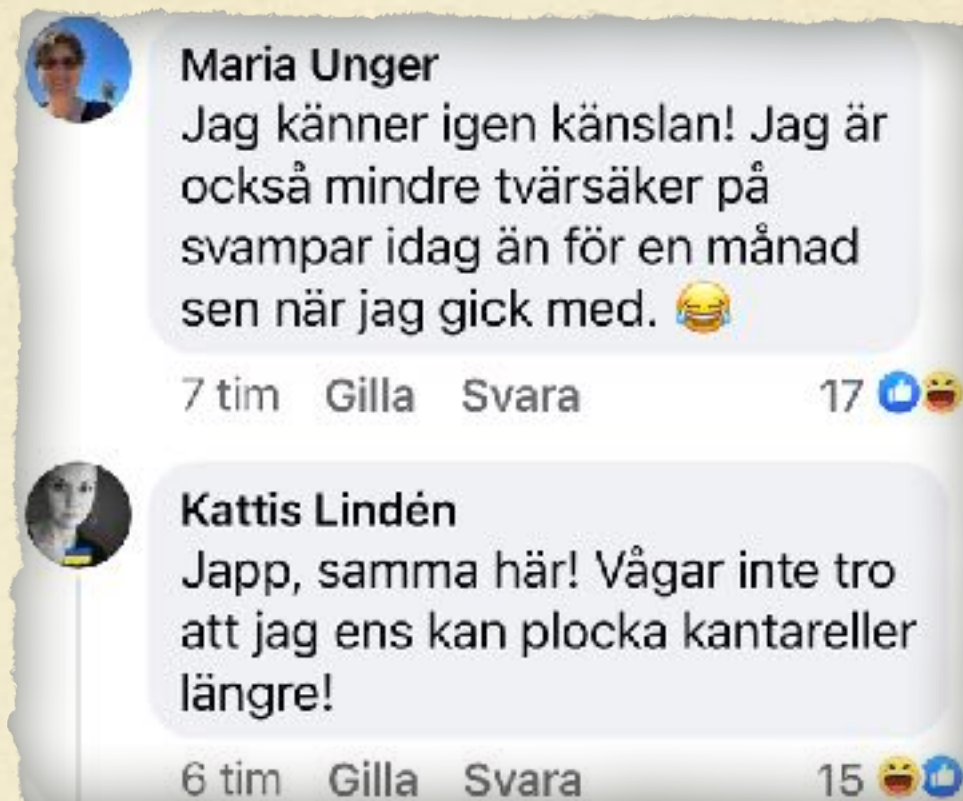 Maria Unger
Jag känner igen känslan! Jag är
också mindre tvärsäker på
svampar idag än för en månad
sen när jag gick med. 😂
7 tim Gilla Svara 17
Kattis Lindén
Japp, samma här! Vågar inte tro
att jag ens kan plocka kantareller
längre!
6 tim Gilla Svara 15